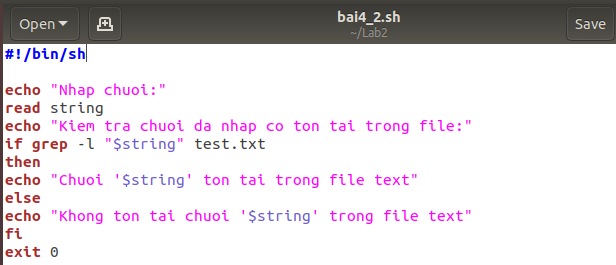 Open
bai4_2.sh
~/Lab2
Save
#!/bin/sh
echo "Nhap chuoi:"
read string
echo "Kiem tra chuoi da nhap co ton tai trong file:"
if grep -l "$string" test.txt
then
echo "Chuoi '$string' ton tai trong file text"
else
echo "Khong ton tai chuoi '$string' trong file text"
fi
exit 0